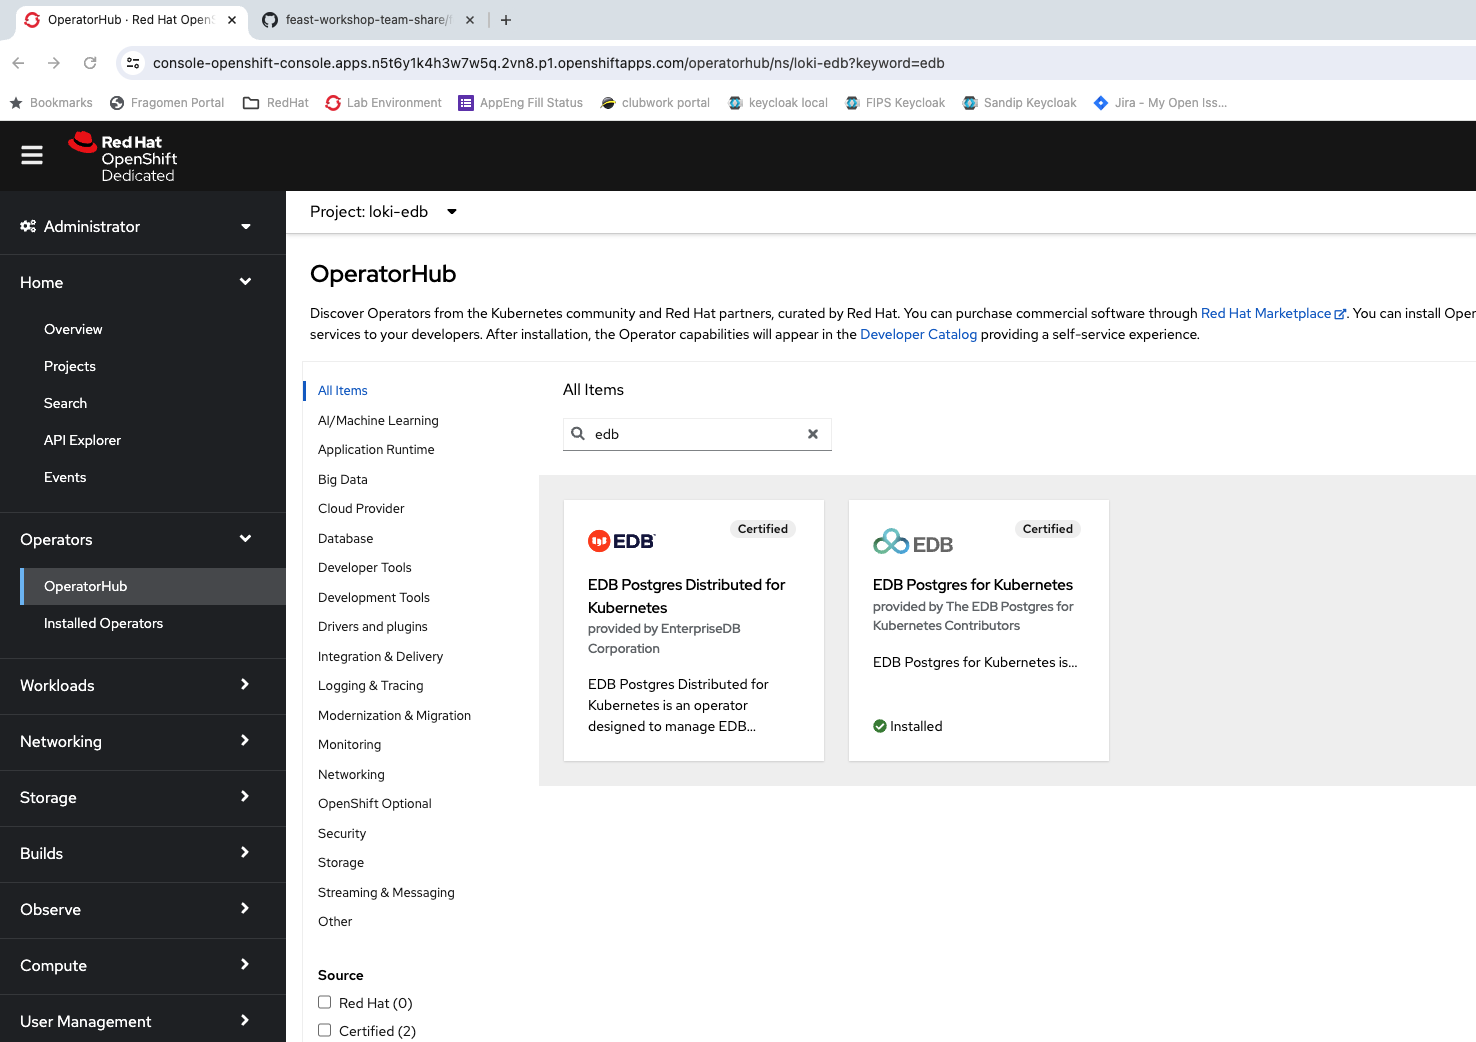 OperatorHub · Red Hat OpenS
feast-workshop-team-share/f
console-openshift-console.apps.n5t6y1k4h3w7w5q.2vn8.p1.openshiftapps.com/operatorhub/ns/loki-edb?keyword=edb
Bookmarks
Fragomen Portal
RedHat
Lab Environment
AppEng Fill Status
clubwork portal
keycloak local
FIPS Keycloak
Sandip Keycloak
Jira - My Open Iss...
Red Hat
OpenShift
Dedicated
Administrator
Home
Overview
Projects
Search
API Explorer
Events
Operators
OperatorHub
Installed Operators
Workloads
Networking
Storage
Builds
Observe
Compute
User Management
Project: loki-edb
OperatorHub
Discover Operators from the Kubernetes community and Red Hat partners, curated by Red Hat. You can purchase commercial software through Red Hat Marketplace. You can install Oper
services to your developers. After installation, the Operator capabilities will appear in the Developer Catalog providing a self-service experience.
All Items
AI/Machine Learning
Application Runtime
Big Data
Cloud Provider
Database
Developer Tools
Development Tools
Drivers and plugins
Integration & Delivery
Logging & Tracing
Modernization & Migration
Monitoring
Networking
OpenShift Optional
Security
Storage
Streaming & Messaging
Other
Source
Red Hat (0)
Certified (2)
All Items
edb
EDB
Certified
EDB Postgres Distributed for
Kubernetes
provided by EnterpriseDB
Corporation
EDB Postgres Distributed for
Kubernetes is an operator
designed to manage EDB...
EDB
Certified
EDB Postgres for Kubernetes
provided by The EDB Postgres for
Kubernetes Contributors
EDB Postgres for Kubernetes is...
Installed